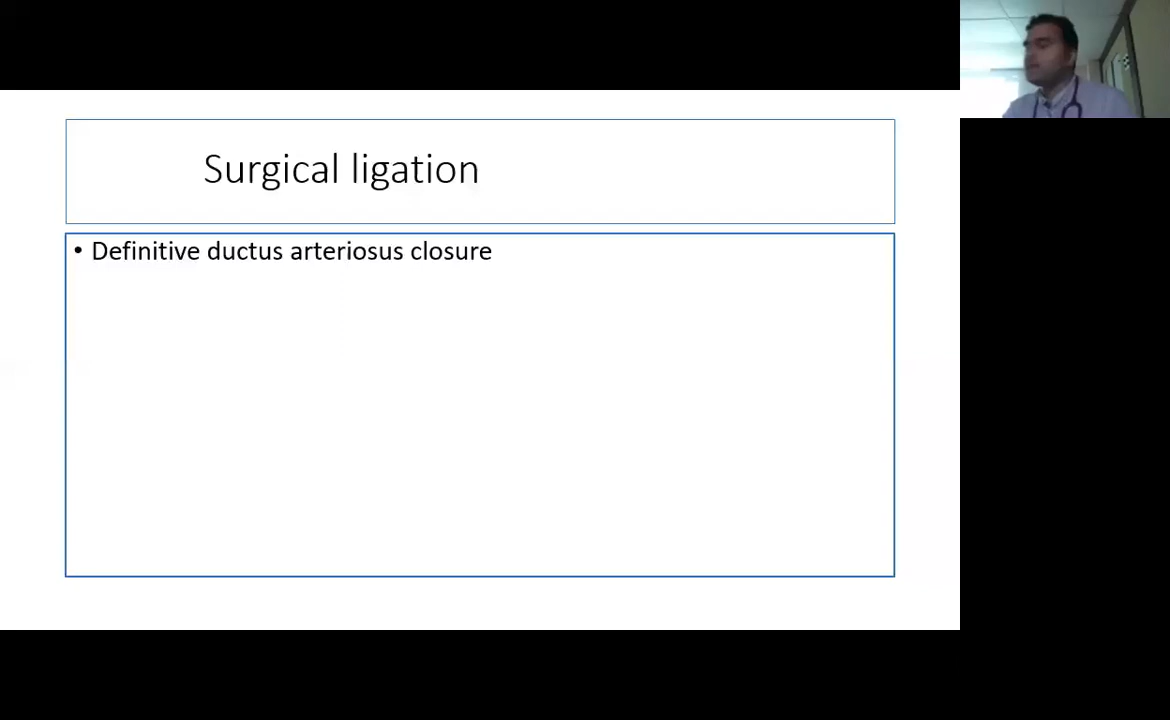 Surgical ligation
• Definitive ductus arteriosus closure